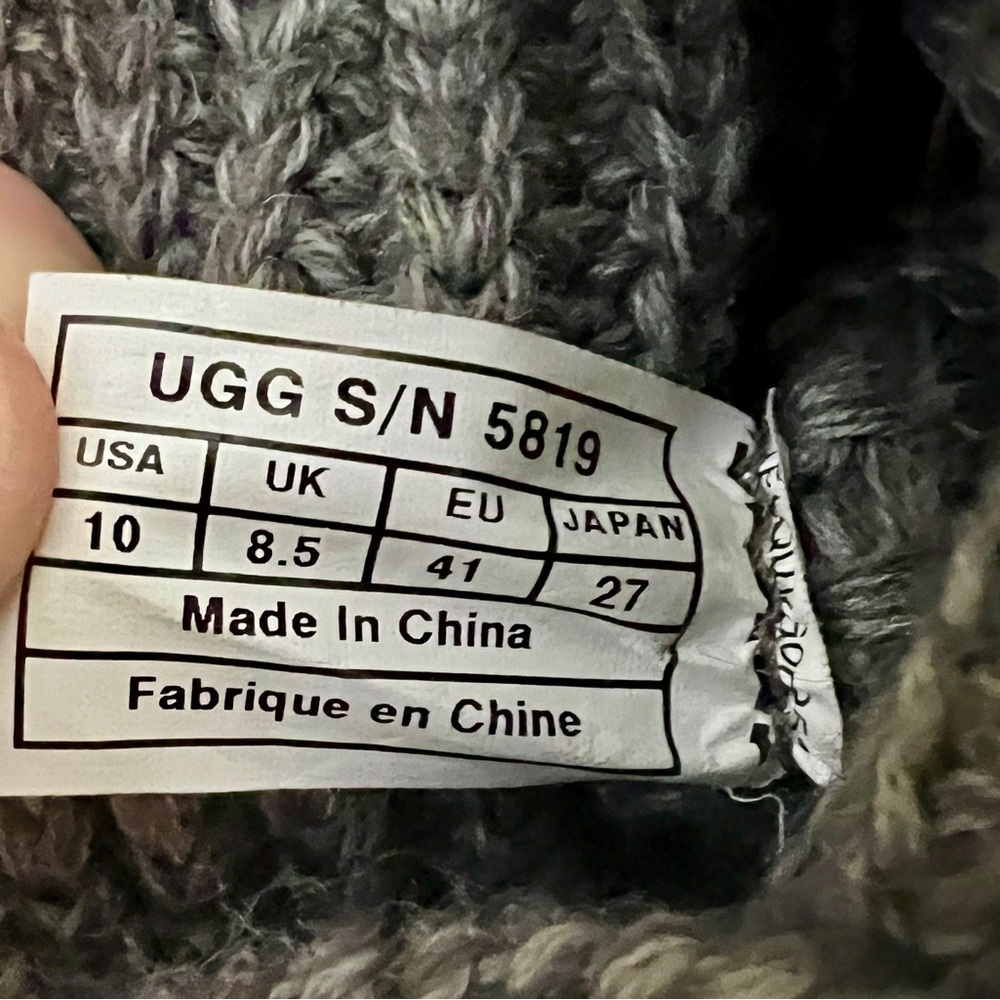 UGG S/N 5819
USA UK EU JAPAN
10 8.5 41 27
Made In China
Fabrique en Chine